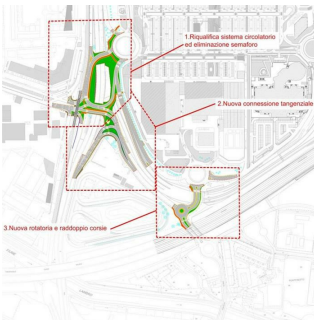 1.Riqualifica sistema circolatorio
ed eliminazione semaforo
2.Nuova connessione tangenziale
3.Nuova rotatoria e raddoppio corsie